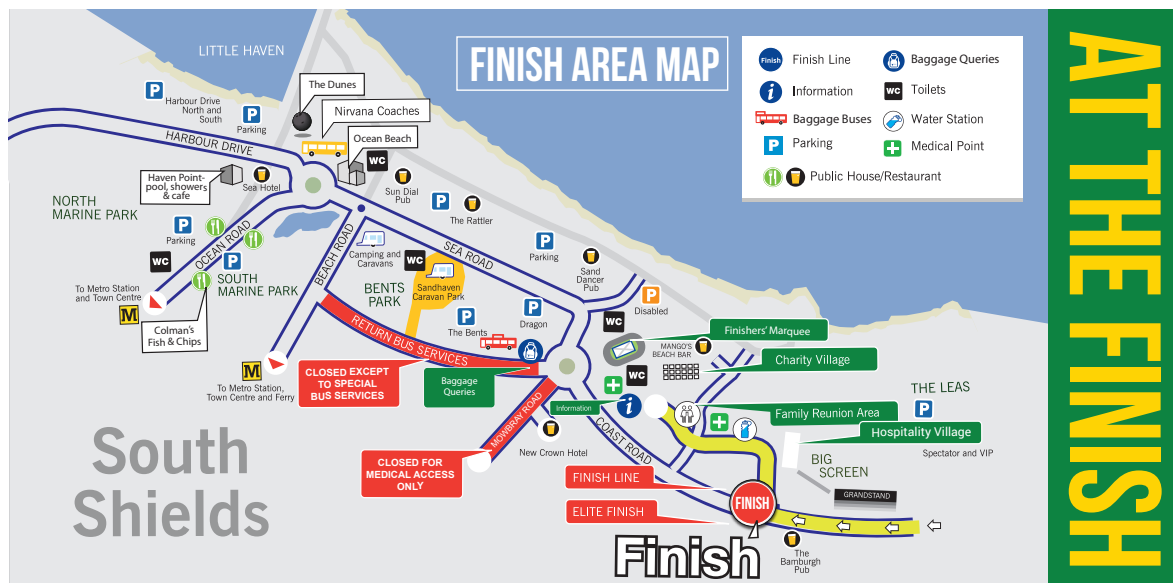 LITTLE HAVEN
FINISH AREA MAP
Finish
Finish Line
Baggage Queries
i
Information
WC
Toilets
Baggage Buses
Water Station
P
Parking
Medical Point
Public House/Restaurant
AT THE FINISH
The Dunes
P
Harbour Drive
North and
South
P
Parking
Nirvana Coaches
HARBOUR DRIVE
Ocean Beach
WC
Haven Point-
pool, showers
& cafe
Sea Hotel
Sun Dial
Pub
NORTH
MARINE PARK
P
The Rattler
P
Parking
OCEAN ROAD
BEACH ROAD
SEA ROAD
P
Parking
WC
P
Camping and
Caravans
WC
Sand
Dancer
Pub
SOUTH
MARINE PARK
BENTS
PARK
Sandhaven
Caravan Park
To Metro Station
and Town Centre
M
P
Disabled
P
The Bents
P
Dragon
WC
Colman's
Fish & Chips
RETURN BUS SERVICES
Finishers' Marquee
MANGO'S
BEACH BAR
Charity Village
M
To Metro Station,
Town Centre and Ferry
CLOSED EXCEPT
TO SPECIAL
BUS SERVICES
Baggage
Queries
WC
THE LEAS
P
Spectator and VIP
Information
i
Family Reunion Area
Hospitality Village
MOWBRAY ROAD
COAST ROAD
New Crown Hotel
BIG
SCREEN
South
Shields
CLOSED FOR
MEDICAL ACCESS
ONLY
FINISH LINE
GRANDSTAND
FINISH
ELITE FINISH
Finish
The
Bamburgh
Pub